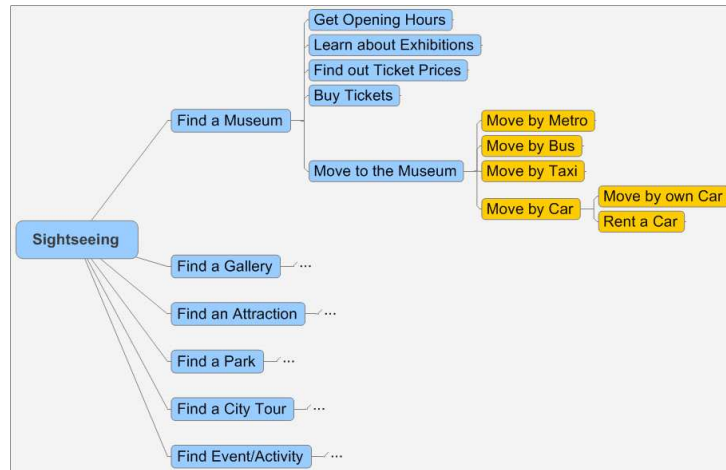 Get Opening Hours
Learn about Exhibitions
Find out Ticket Prices
Buy Tickets
Find a Museum
Move by Metro
Move by Bus
Move to the Museum
Move by Taxi
Move by own Car
Move by Car
Rent a Car
Sightseeing
Find a Gallery ...
Find an Attraction ...
Find a Park ...
Find a City Tour ...
Find Event/Activity ...